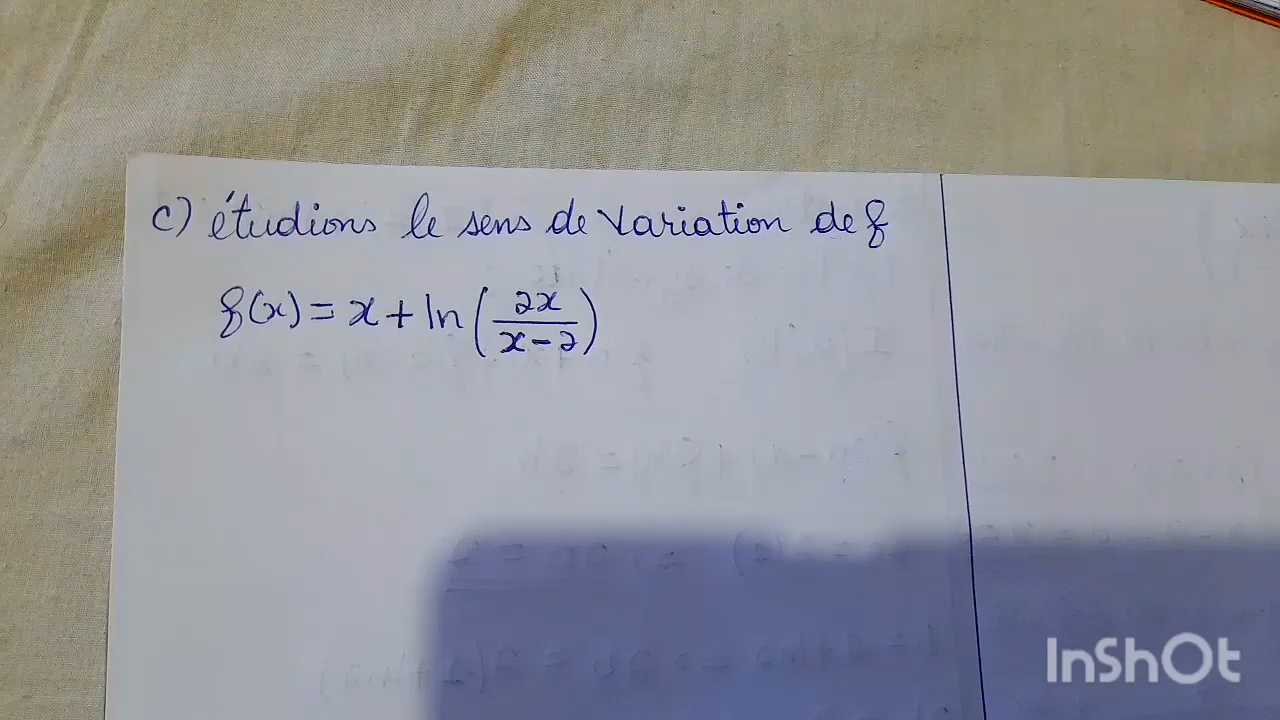 c) étudions le sens de variation de f
f(x) = x + ln(2x/(x-2))
InShOt